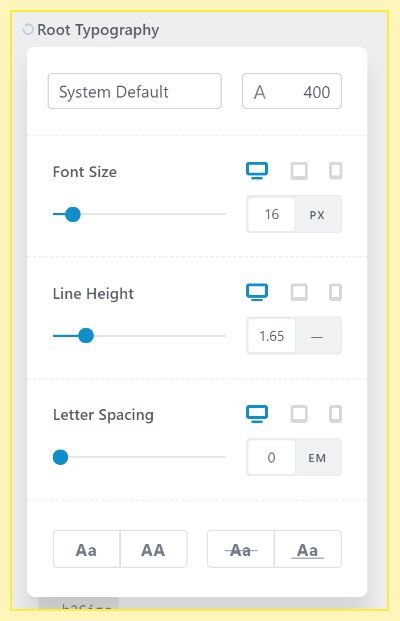 Root Typography
System Default
A 400
Font Size
16 PX
Line Height
1.65 —
Letter Spacing
0 EM
Aa AA Aa Aa